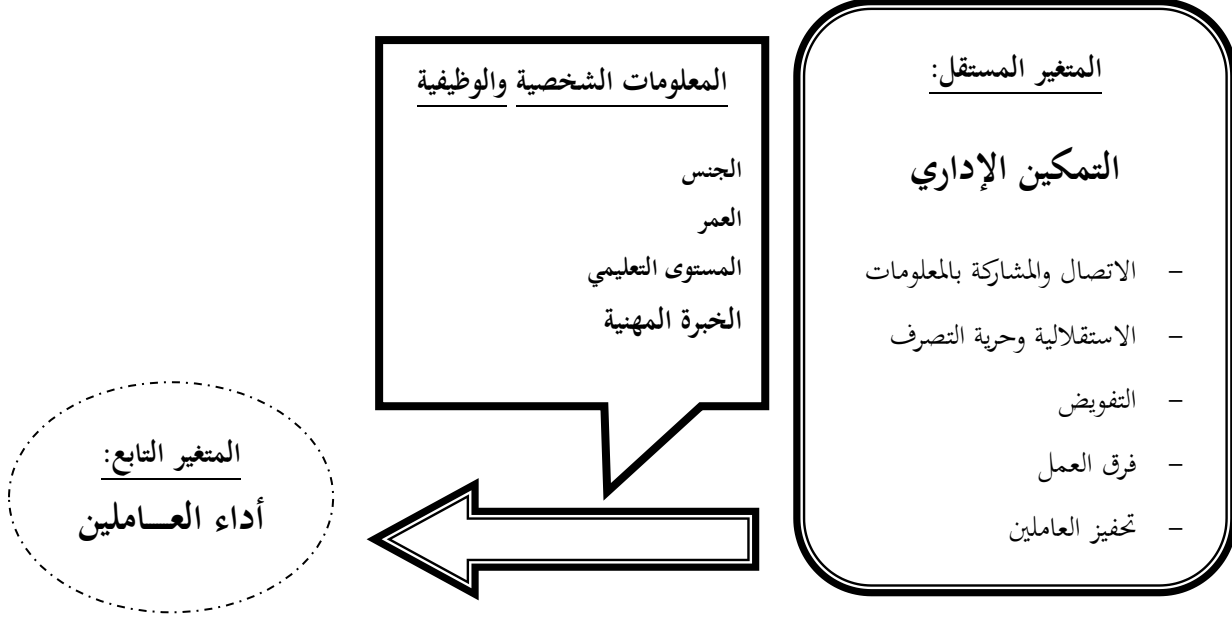 المتغير المستقل:
التمكين الإداري
- الاتصال والمشاركة بالمعلومات
- الاستقلالية وحرية التصرف
- التفويض
- فرق العمل
- تحفيز العاملين
المعلومات الشخصية والوظيفية
الجنس
العمر
المستوى التعليمي
الخبرة المهنية
المتغير التابع:
أداء العـــاملين